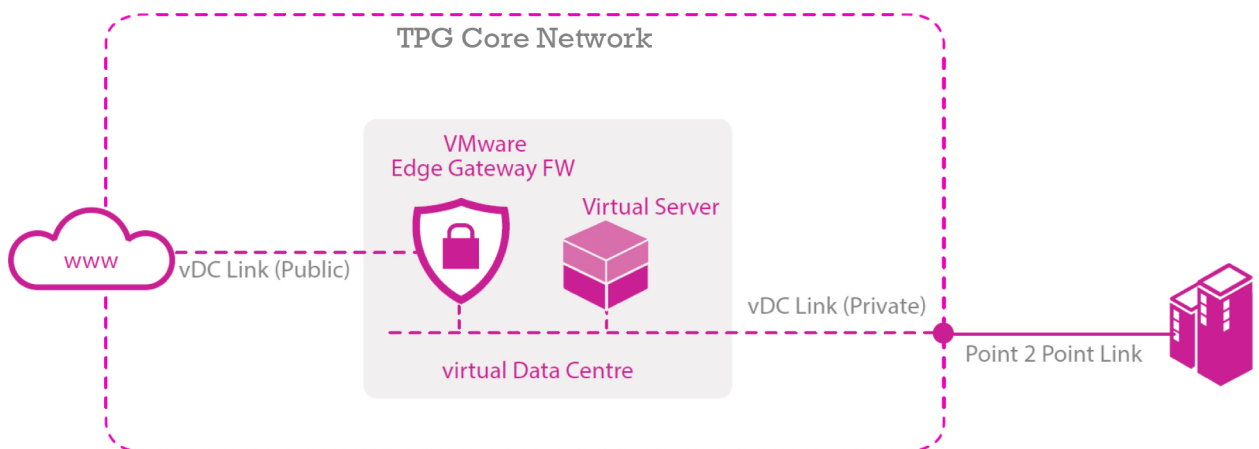 TPG Core Network
VMware
Edge Gateway FW
Virtual Server
www
vDC Link (Public)
vDC Link (Private)
Point 2 Point Link
virtual Data Centre